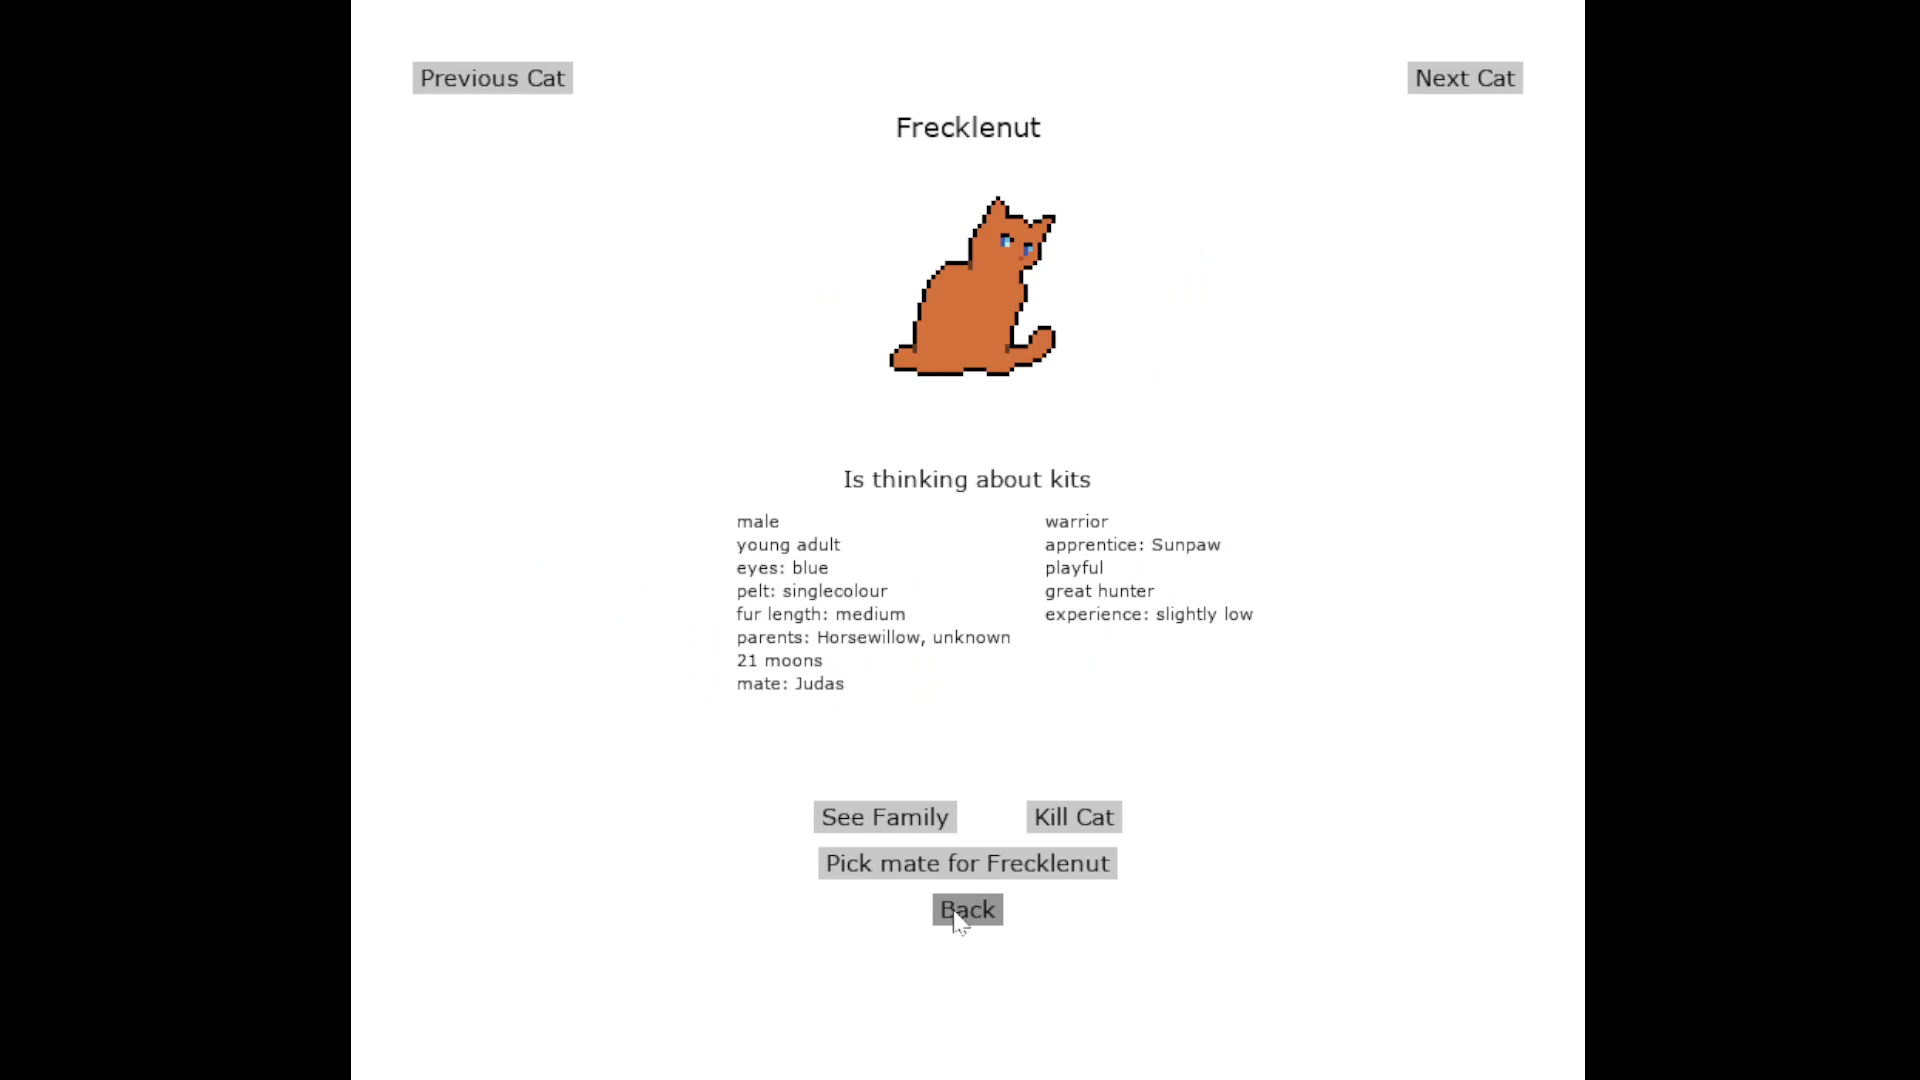 Previous Cat
Next Cat
Frecklenut
Is thinking about kits
male
young adult
eyes: blue
pelt: singlecolour
fur length: medium
parents: Horsewillow, unknown
21 moons
mate: Judas
warrior
apprentice: Sunpaw
playful
great hunter
experience: slightly low
See Family
Kill Cat
Pick mate for Frecklenut
Back